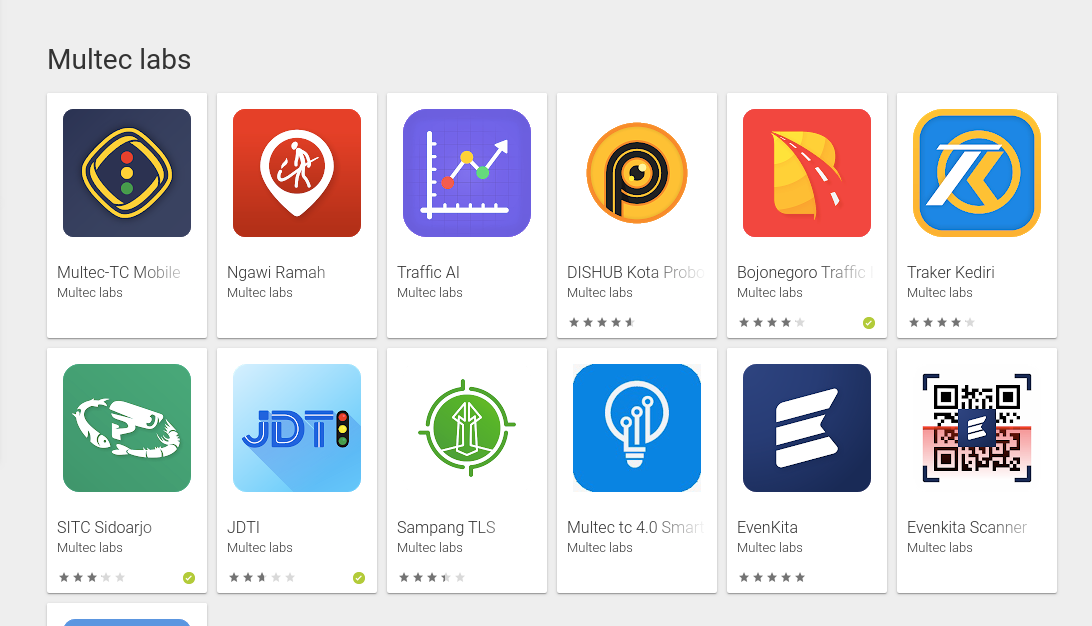 Multec labs
Multec-TC Mobile
Multec labs
Ngawi Ramah
Multec labs
Traffic AI
Multec labs
DISHUB Kota Probo
Multec labs
Bojonegoro Traffic
Multec labs
TK
Traker Kediri
Multec labs
SITC Sidoarjo
Multec labs
JDTI
JDTI
Multec labs
Sampang TLS
Multec labs
Multec tc 4.0 Smart
Multec labs
EvenKita
Multec labs
Evenkita Scanner
Multec labs